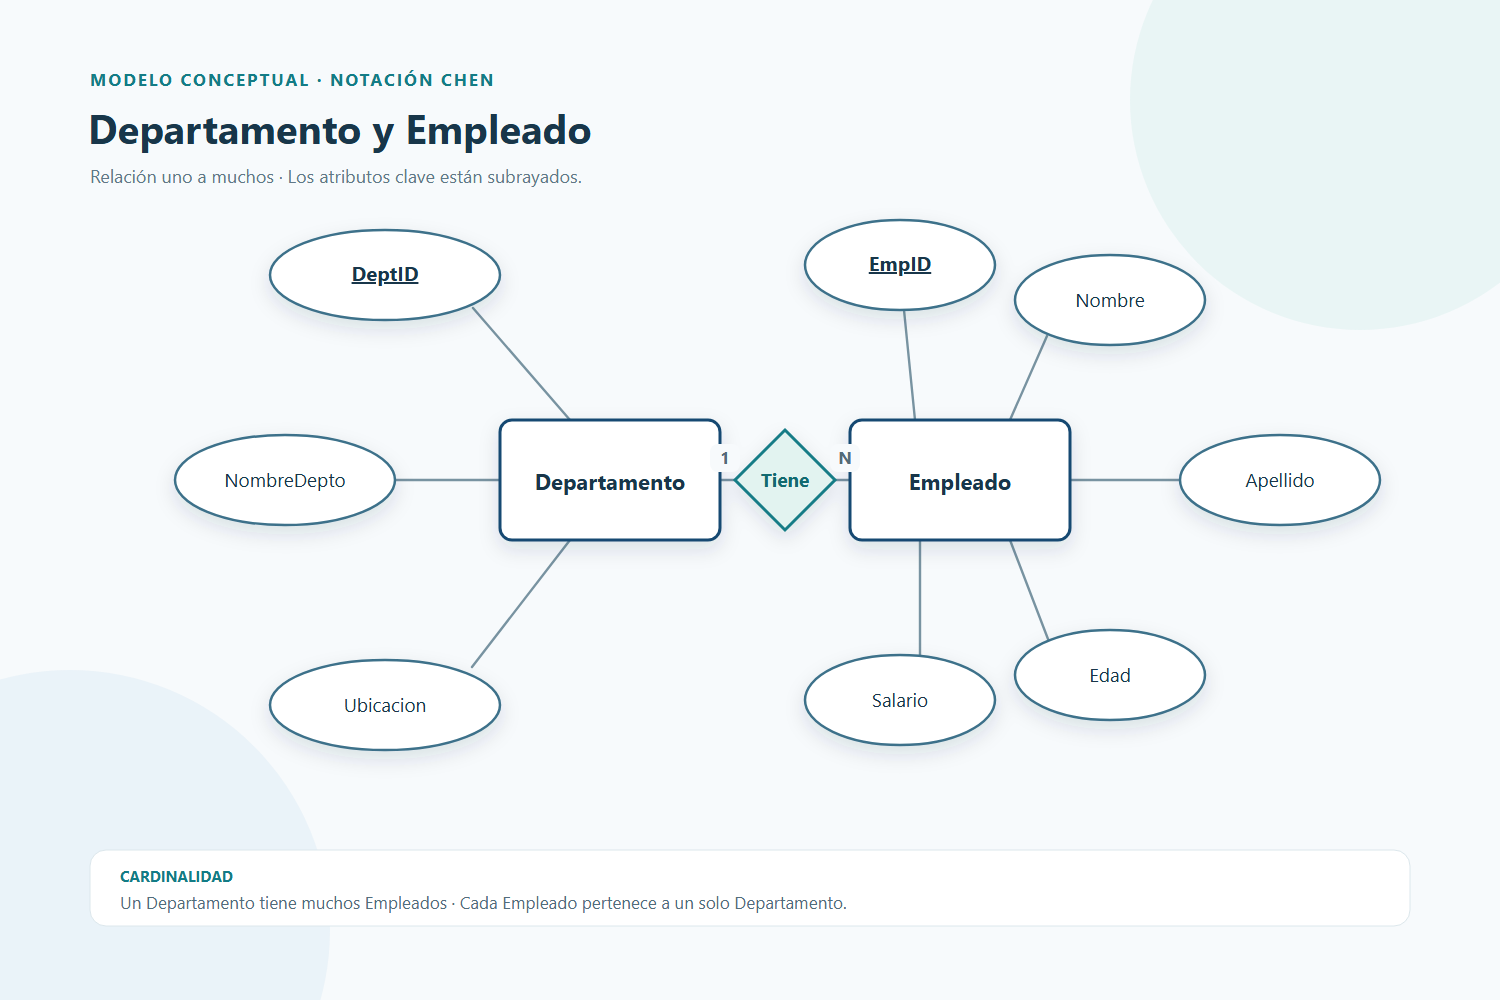 MODELO CONCEPTUAL · NOTACIÓN CHEN
Departamento y Empleado
Relación uno a muchos · Los atributos clave están subrayados.
DeptID
EmpID
Nombre
NombreDepto
Departamento
1
Tiene
N
Empleado
Apellido
Ubicacion
Salario
Edad
CARDINALIDAD
Un Departamento tiene muchos Empleados · Cada Empleado pertenece a un solo Departamento.